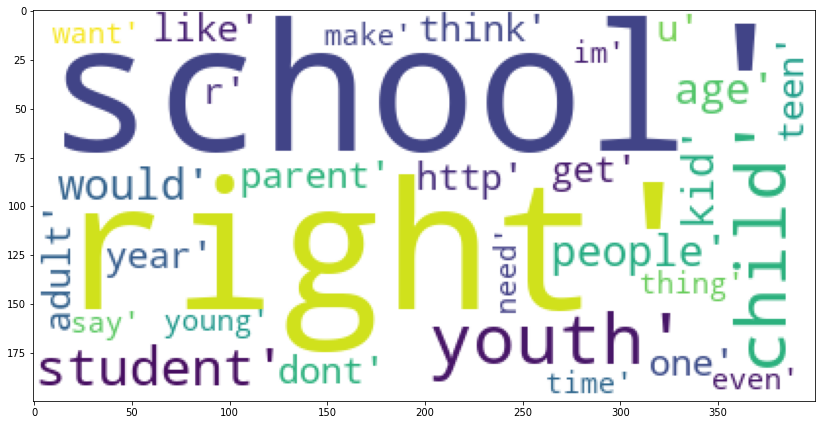 0
25
50
75
100
125
150
175
want' like' make' think' u'
im'
school'
r' age' teen'
would' parent' http' get' kid' child'
right'
adult' year' need' people'
thing'
say' young' youth'
student' dont' one'
time' even'
0 50 100 150 200 250 300 350